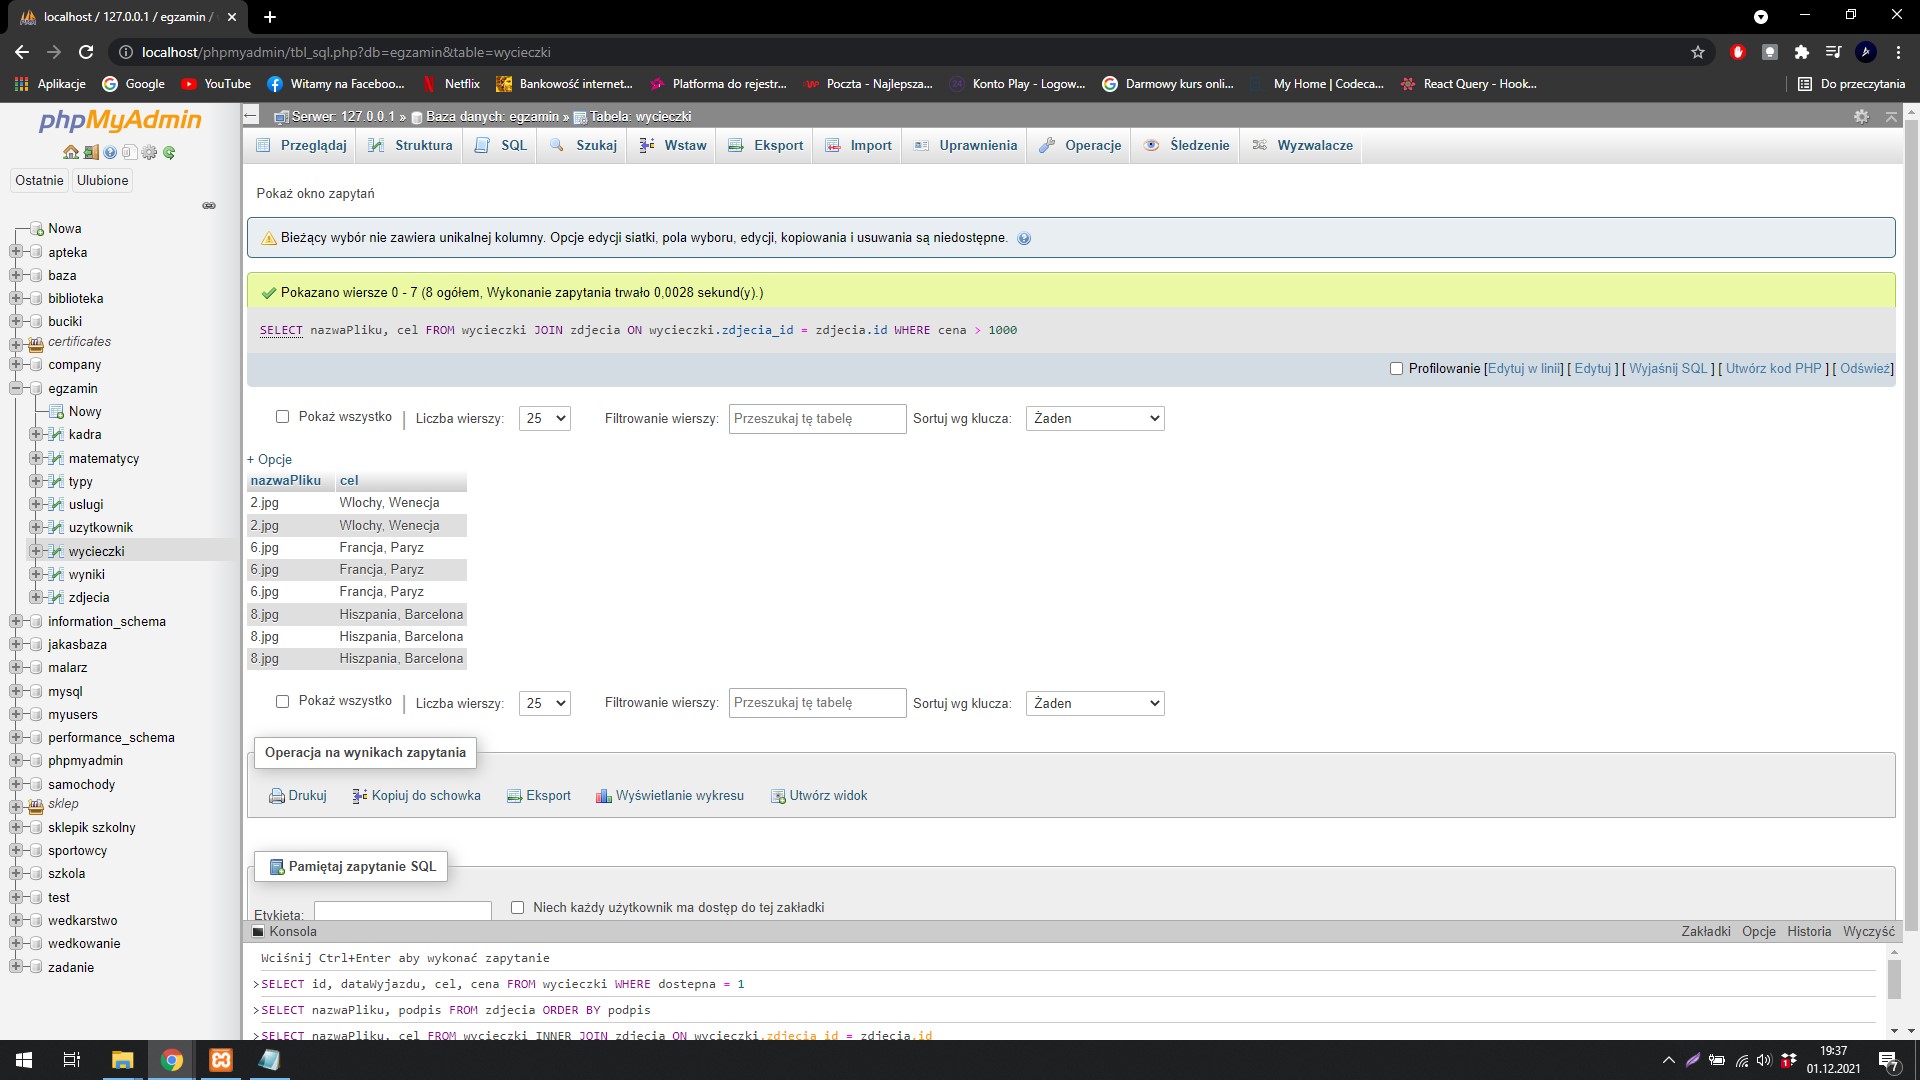 localhost / 127.0.0.1 / egzamin /
localhost/phpmyadmin/tbl_sql.php?db=egzamin&table=wycieczki
Aplikacje Google YouTube Witamy na Faceboo... Netflix Bankowość internet... Platforma do rejestr... Poczta - Najlepsza... 24 Konto Play - Logow... Darmowy kurs onli... My Home | Codeca... React Query - Hook... Do przeczytania
phpMyAdmin
Ostatnie Ulubione
Nowa
apteka
baza
biblioteka
buciki
certificates
company
egzamin
Nowy
kadra
matematycy
typy
uslugi
uzytkownik
wycieczki
wyniki
zdjecia
information_schema
jakasbaza
malarz
mysql
myusers
performance_schema
phpmyadmin
samochody
sklep
sklepik szkolny
sportowcy
szkola
test
wedkarstwo
wedkowanie
zadanie
Serwer: 127.0.0.1 » Baza danych: egzamin » Tabela: wycieczki
Przeglądaj Struktura SQL Szukaj Wstaw Eksport Import Uprawnienia Operacje Śledzenie Wyzwalacze
Pokaż okno zapytań
Bieżący wybór nie zawiera unikalnej kolumny. Opcje edycji siatki, pola wyboru, edycji, kopiowania i usuwania są niedostępne.
Pokazano wiersze 0 - 7 (8 ogółem, Wykonanie zapytania trwało 0,0028 sekund(y).)
SELECT nazwaPliku, cel FROM wycieczki JOIN zdjecia ON wycieczki.zdjecia_id = zdjecia.id WHERE cena > 1000
Profilowanie [Edytuj w linii] [ Edytuj ] [ Wyjaśnij SQL ] [ Utwórz kod PHP ] [ Odśwież]
Pokaż wszystko | Liczba wierszy: 25 Filtrowanie wierszy: Przeszukaj tę tabelę Sortuj wg klucza: Żaden
+ Opcje
nazwaPliku cel
2.jpg Wlochy, Wenecja
2.jpg Wlochy, Wenecja
6.jpg Francja, Paryz
6.jpg Francja, Paryz
6.jpg Francja, Paryz
8.jpg Hiszpania, Barcelona
8.jpg Hiszpania, Barcelona
8.jpg Hiszpania, Barcelona
Pokaż wszystko | Liczba wierszy: 25 Filtrowanie wierszy: Przeszukaj tę tabelę Sortuj wg klucza: Żaden
Operacja na wynikach zapytania
Drukuj Kopiuj do schowka Eksport Wyświetlanie wykresu Utwórz widok
Pamiętaj zapytanie SQL
Etykieta: Niech każdy użytkownik ma dostęp do tej zakładki
Konsola Zakładki Opcje Historia Wyczyść
Wciśnij Ctrl+Enter aby wykonać zapytanie
>SELECT id, dataWyjazdu, cel, cena FROM wycieczki WHERE dostepna = 1
>SELECT nazwaPliku, podpis FROM zdjecia ORDER BY podpis
>SELECT nazwaPliku, cel FROM wycieczki INNER JOIN zdjecia ON wycieczki.zdjecia_id = zdjecia.id
19:37
01.12.2021
7